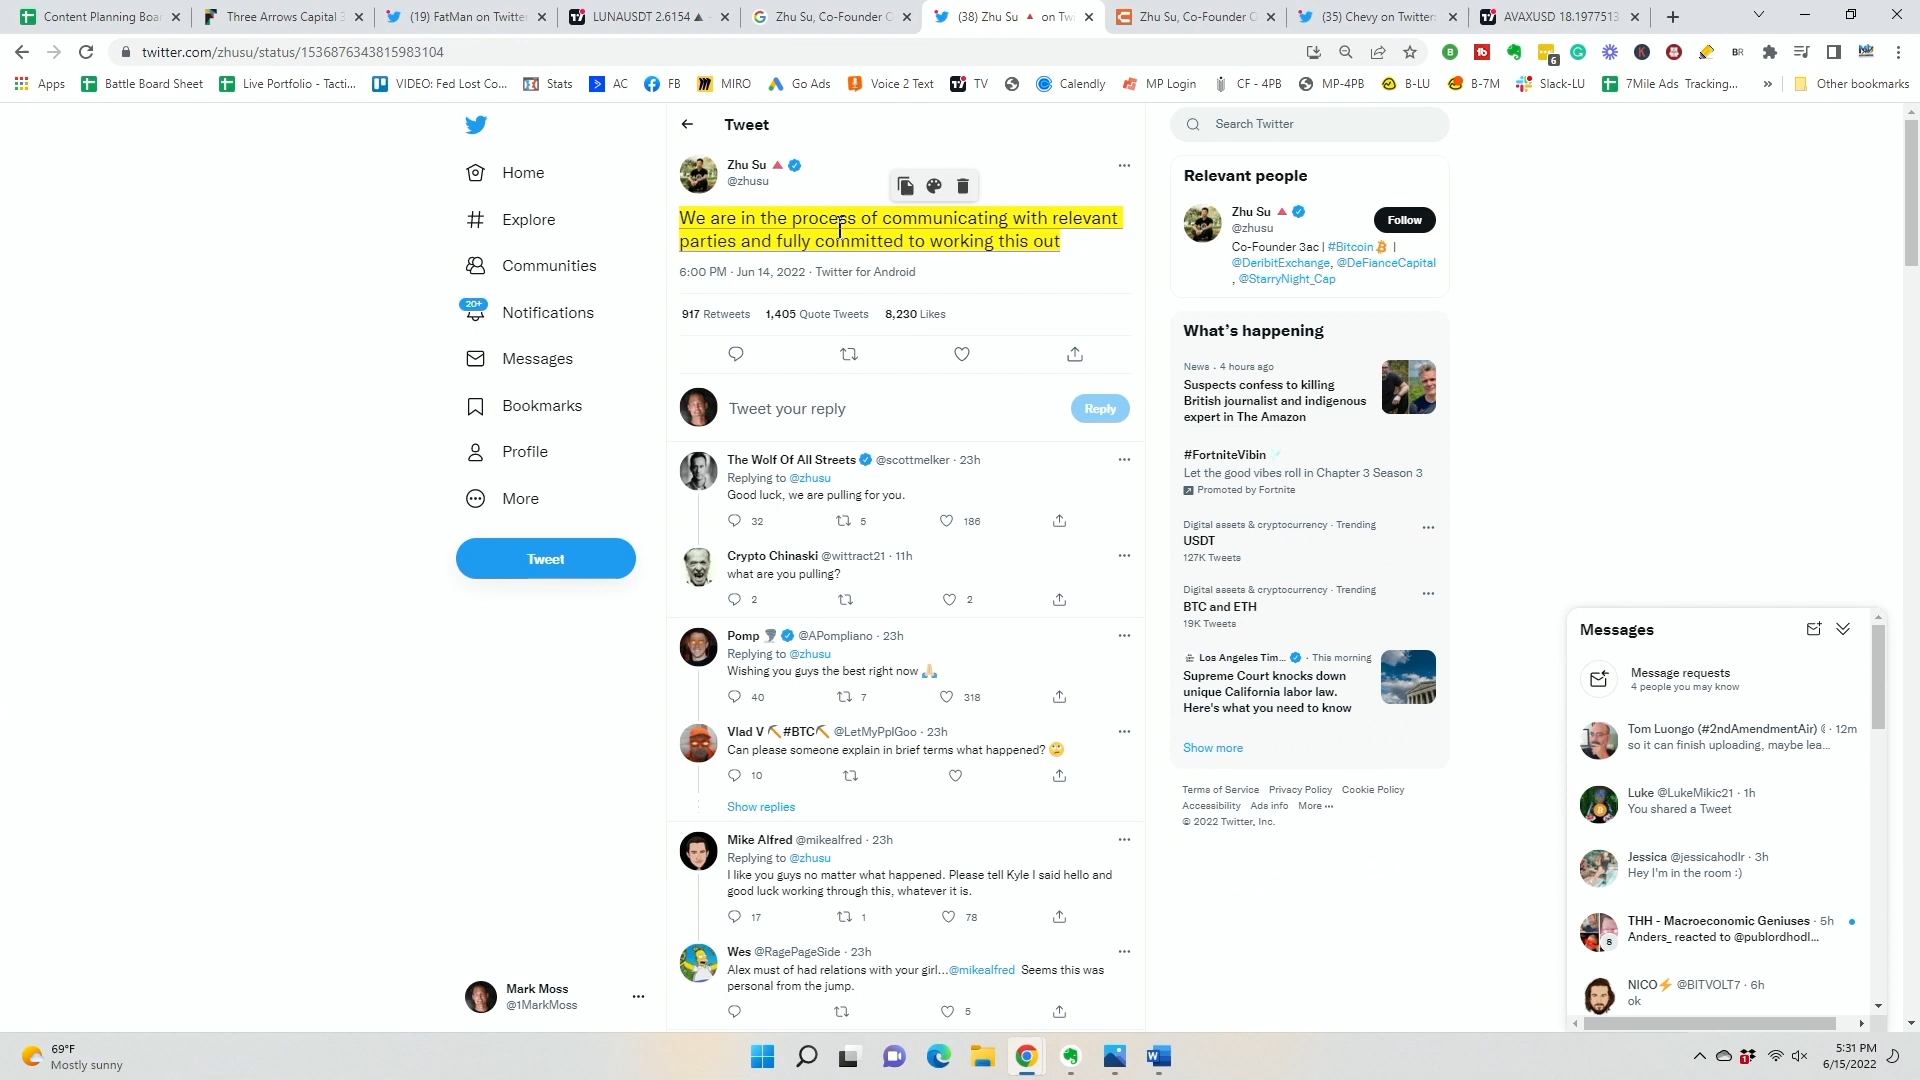 Content Planning Boa
Three Arrows Capital 3
(19) FatMan on Twitte
LUNAUSDT 2.6154
Zhu Su, Co-Founder C
(38) Zhu Su 🔺 on Tw
Zhu Su, Co-Founder C
(35) Chevy on Twitter
AVAXUSD 18.1977513
twitter.com/zhusu/status/1536876343815983104
Apps
Battle Board Sheet
Live Portfolio - Tacti...
VIDEO: Fed Lost Co...
Stats
AC
FB
MIRO
Go Ads
Voice 2 Text
TV
Calendly
MP Login
CF - 4PB
MP-4PB
B-LU
B-7M
Slack-LU
7Mile Ads Tracking...
Other bookmarks
Home
Explore
Communities
20+
Notifications
Messages
Bookmarks
Profile
More
Tweet
Mark Moss
@1MarkMoss
Tweet
Zhu Su 🔺
@zhusu
We are in the process of communicating with relevant
parties and fully committed to working this out
6:00 PM · Jun 14, 2022 · Twitter for Android
917 Retweets 1,405 Quote Tweets 8,230 Likes
Tweet your reply
Reply
The Wolf Of All Streets @scottmelker · 23h
Replying to @zhusu
Good luck, we are pulling for you.
32 5 186
Crypto Chinaski @wittract21 · 11h
what are you pulling?
2 2
Pomp 🌪 @APompliano · 23h
Replying to @zhusu
Wishing you guys the best right now 🙏
40 7 318
Vlad V ⛏#BTC⛏ @LetMyPplGoo · 23h
Can please someone explain in brief terms what happened? 🙄
10
Show replies
Mike Alfred @mikealfred · 23h
Replying to @zhusu
I like you guys no matter what happened. Please tell Kyle I said hello and
good luck working through this, whatever it is.
17 1 78
Wes @RagePageSide · 23h
Alex must of had relations with your girl...@mikealfred Seems this was
personal from the jump.
5
Search Twitter
Relevant people
Zhu Su 🔺
@zhusu
Follow
Co-Founder 3ac | #Bitcoin |
@DeribitExchange, @DeFianceCapital
, @StarryNight_Cap
What's happening
News · 4 hours ago
Suspects confess to killing
British journalist and indigenous
expert in The Amazon
#FortniteVibin
Let the good vibes roll in Chapter 3 Season 3
Promoted by Fortnite
Digital assets & cryptocurrency · Trending
USDT
127K Tweets
Digital assets & cryptocurrency · Trending
BTC and ETH
19K Tweets
Los Angeles Tim... · This morning
Supreme Court knocks down
unique California labor law.
Here's what you need to know
Show more
Terms of Service Privacy Policy Cookie Policy
Accessibility Ads info More ···
© 2022 Twitter, Inc.
Messages
Message requests
4 people you may know
Tom Luongo (#2ndAmendmentAir) · 12m
so it can finish uploading, maybe lea...
Luke @LukeMikic21 · 1h
You shared a Tweet
Jessica @jessicahodlr · 3h
Hey I'm in the room :)
THH - Macroeconomic Geniuses · 5h
Anders_ reacted to @publordhodl...
NICO⚡ @BITVOLT7 · 6h
ok
69°F
Mostly sunny
5:31 PM
6/15/2022